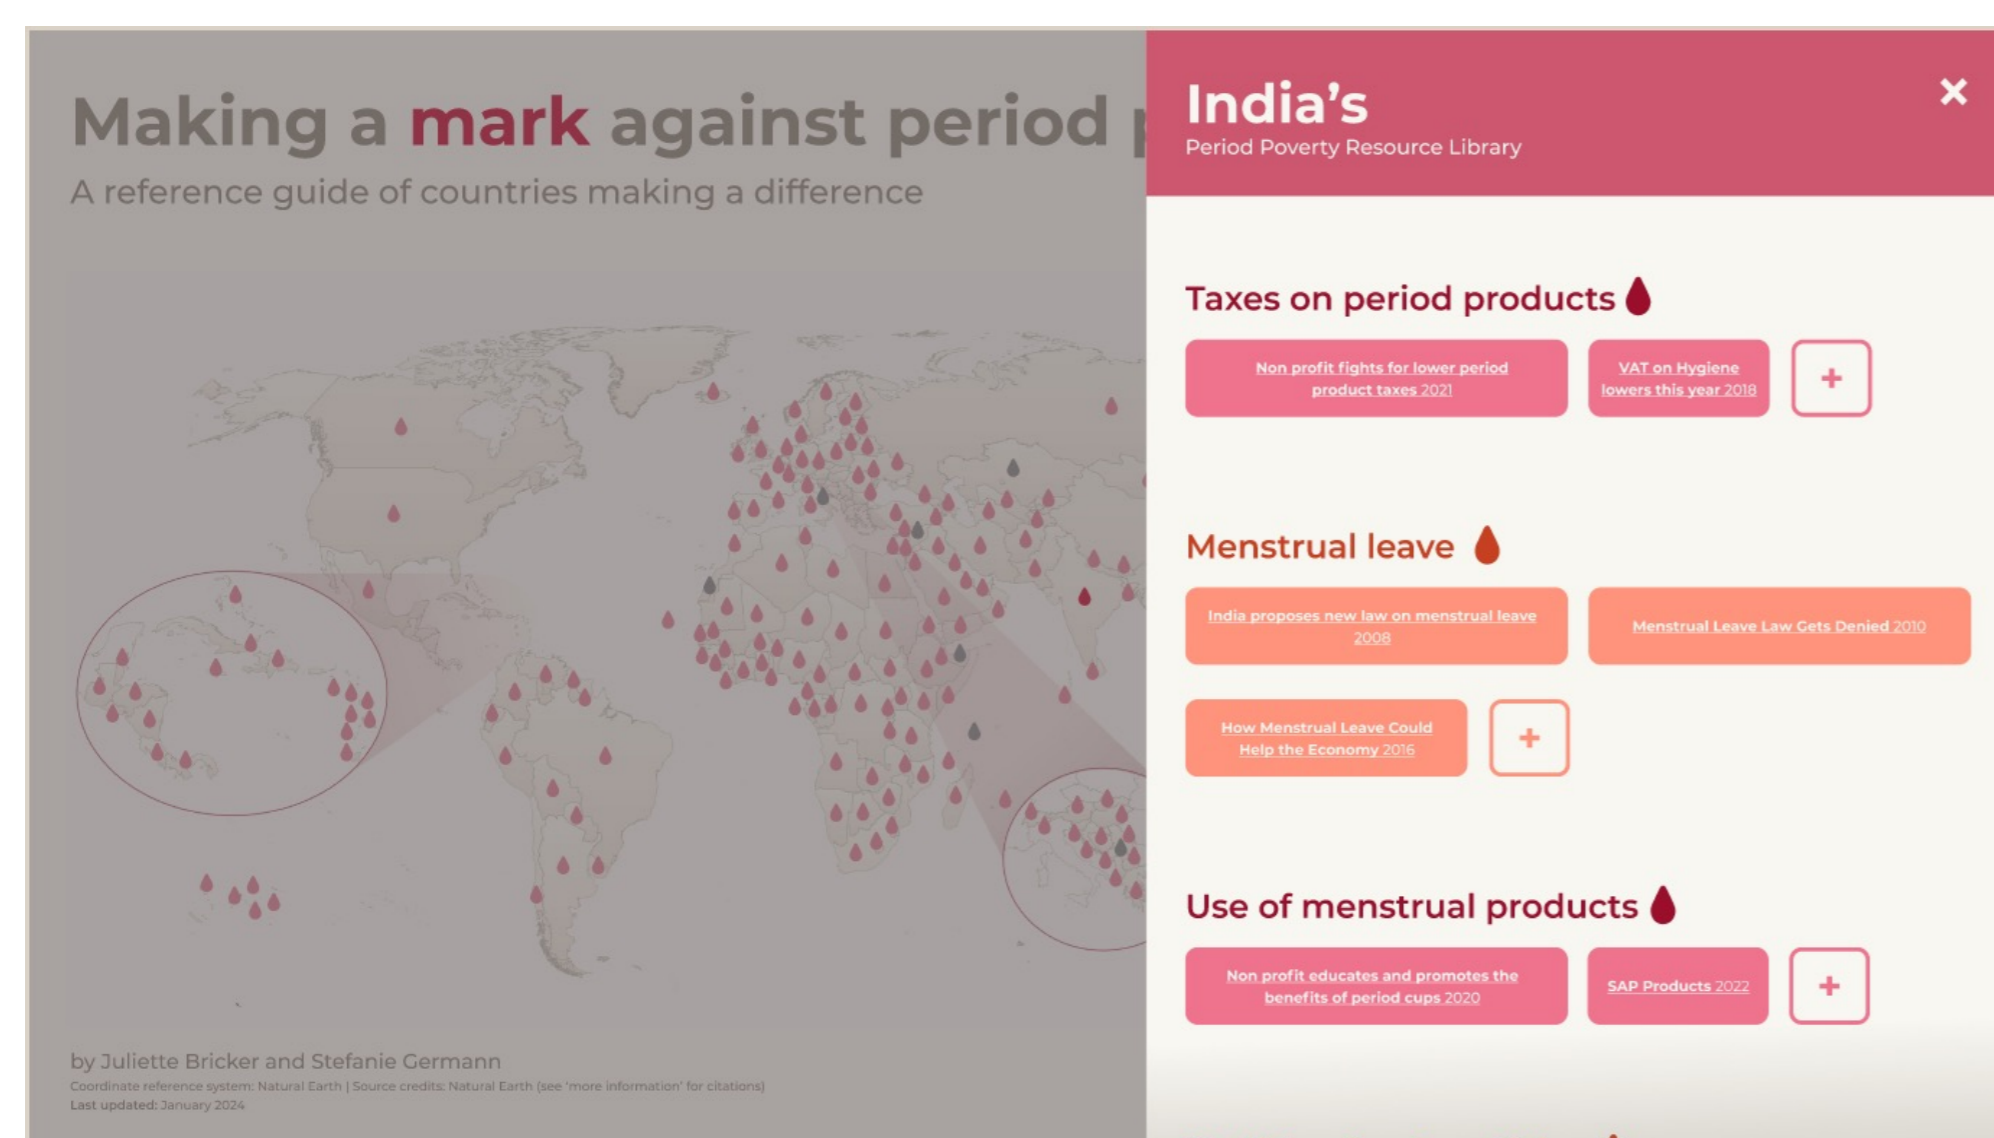 Making a mark against period
A reference guide of countries making a difference
by Juliette Bricker and Stefanie Germann
Coordinate reference system: Natural Earth | Source credits: Natural Earth (see 'more information' for citations)
Last updated: January 2024
India's
Period Poverty Resource Library
Taxes on period products
Non profit fights for lower period
product taxes 2021
VAT on Hygiene
lowers this year 2018
+
Menstrual leave
India proposes new law on menstrual leave
2008
Menstrual Leave Law Gets Denied 2010
How Menstrual Leave Could
Help the Economy 2016
+
Use of menstrual products
Non profit educates and promotes the
benefits of period cups 2020
SAP Products 2022
+